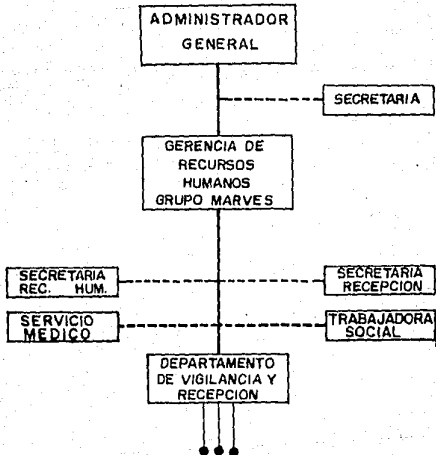 ADMINISTRADOR
GENERAL
SECRETARIA
GERENCIA DE
RECURSOS
HUMANOS
GRUPO MARVES
SECRETARIA
REC. HUM.
SECRETARIA
RECEPCION
SERVICIO
MEDICO
TRABAJADORA
SOCIAL
DEPARTAMENTO
DE VIGILANCIA Y
RECEPCION